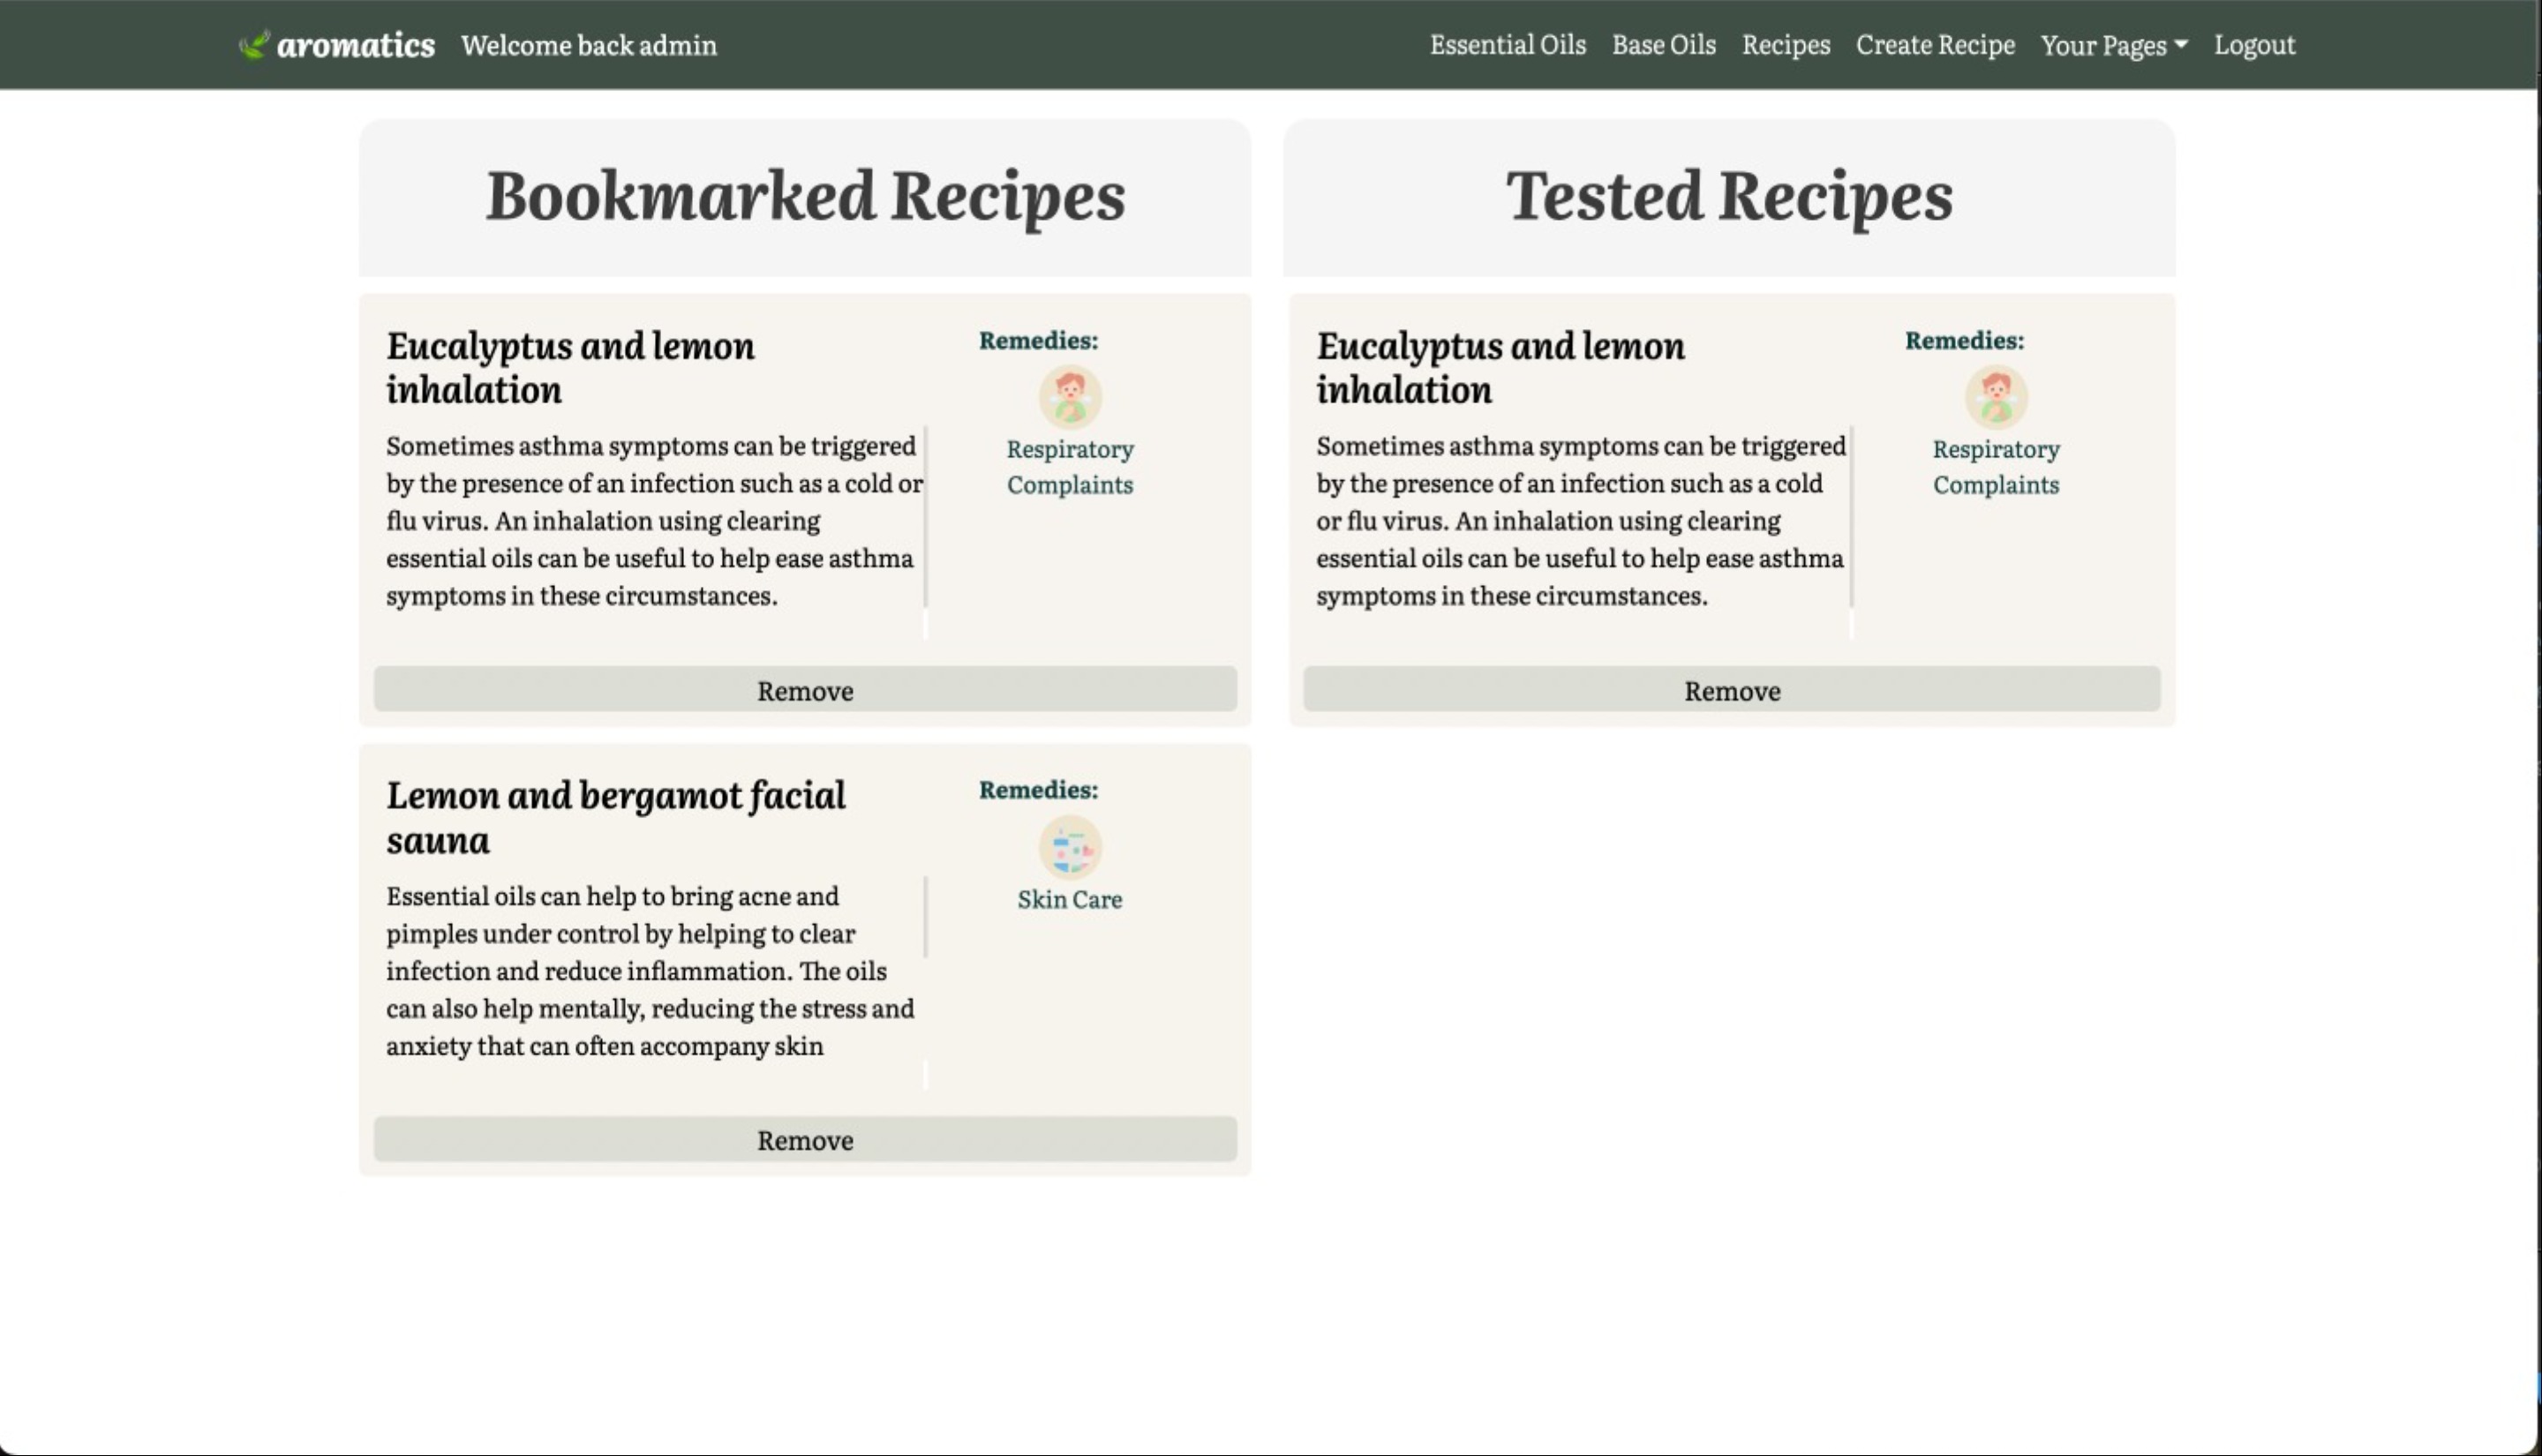 aromatics Welcome back admin Essential Oils Base Oils Recipes Create Recipe Your Pages Logout
Bookmarked Recipes
Eucalyptus and lemon
inhalation
Sometimes asthma symptoms can be triggered
by the presence of an infection such as a cold or
flu virus. An inhalation using clearing
essential oils can be useful to help ease asthma
symptoms in these circumstances.
Remedies:
Respiratory
Complaints
Remove
Lemon and bergamot facial
sauna
Essential oils can help to bring acne and
pimples under control by helping to clear
infection and reduce inflammation. The oils
can also help mentally, reducing the stress and
anxiety that can often accompany skin
Remedies:
Skin Care
Remove
Tested Recipes
Eucalyptus and lemon
inhalation
Sometimes asthma symptoms can be triggered
by the presence of an infection such as a cold
or flu virus. An inhalation using clearing
essential oils can be useful to help ease asthma
symptoms in these circumstances.
Remedies:
Respiratory
Complaints
Remove